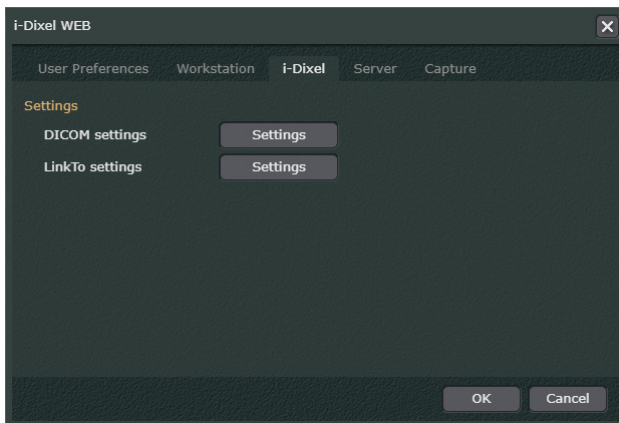 i-Dixel WEB
User Preferences Workstation i-Dixel Server Capture
Settings
DICOM settings Settings
LinkTo settings Settings
OK Cancel